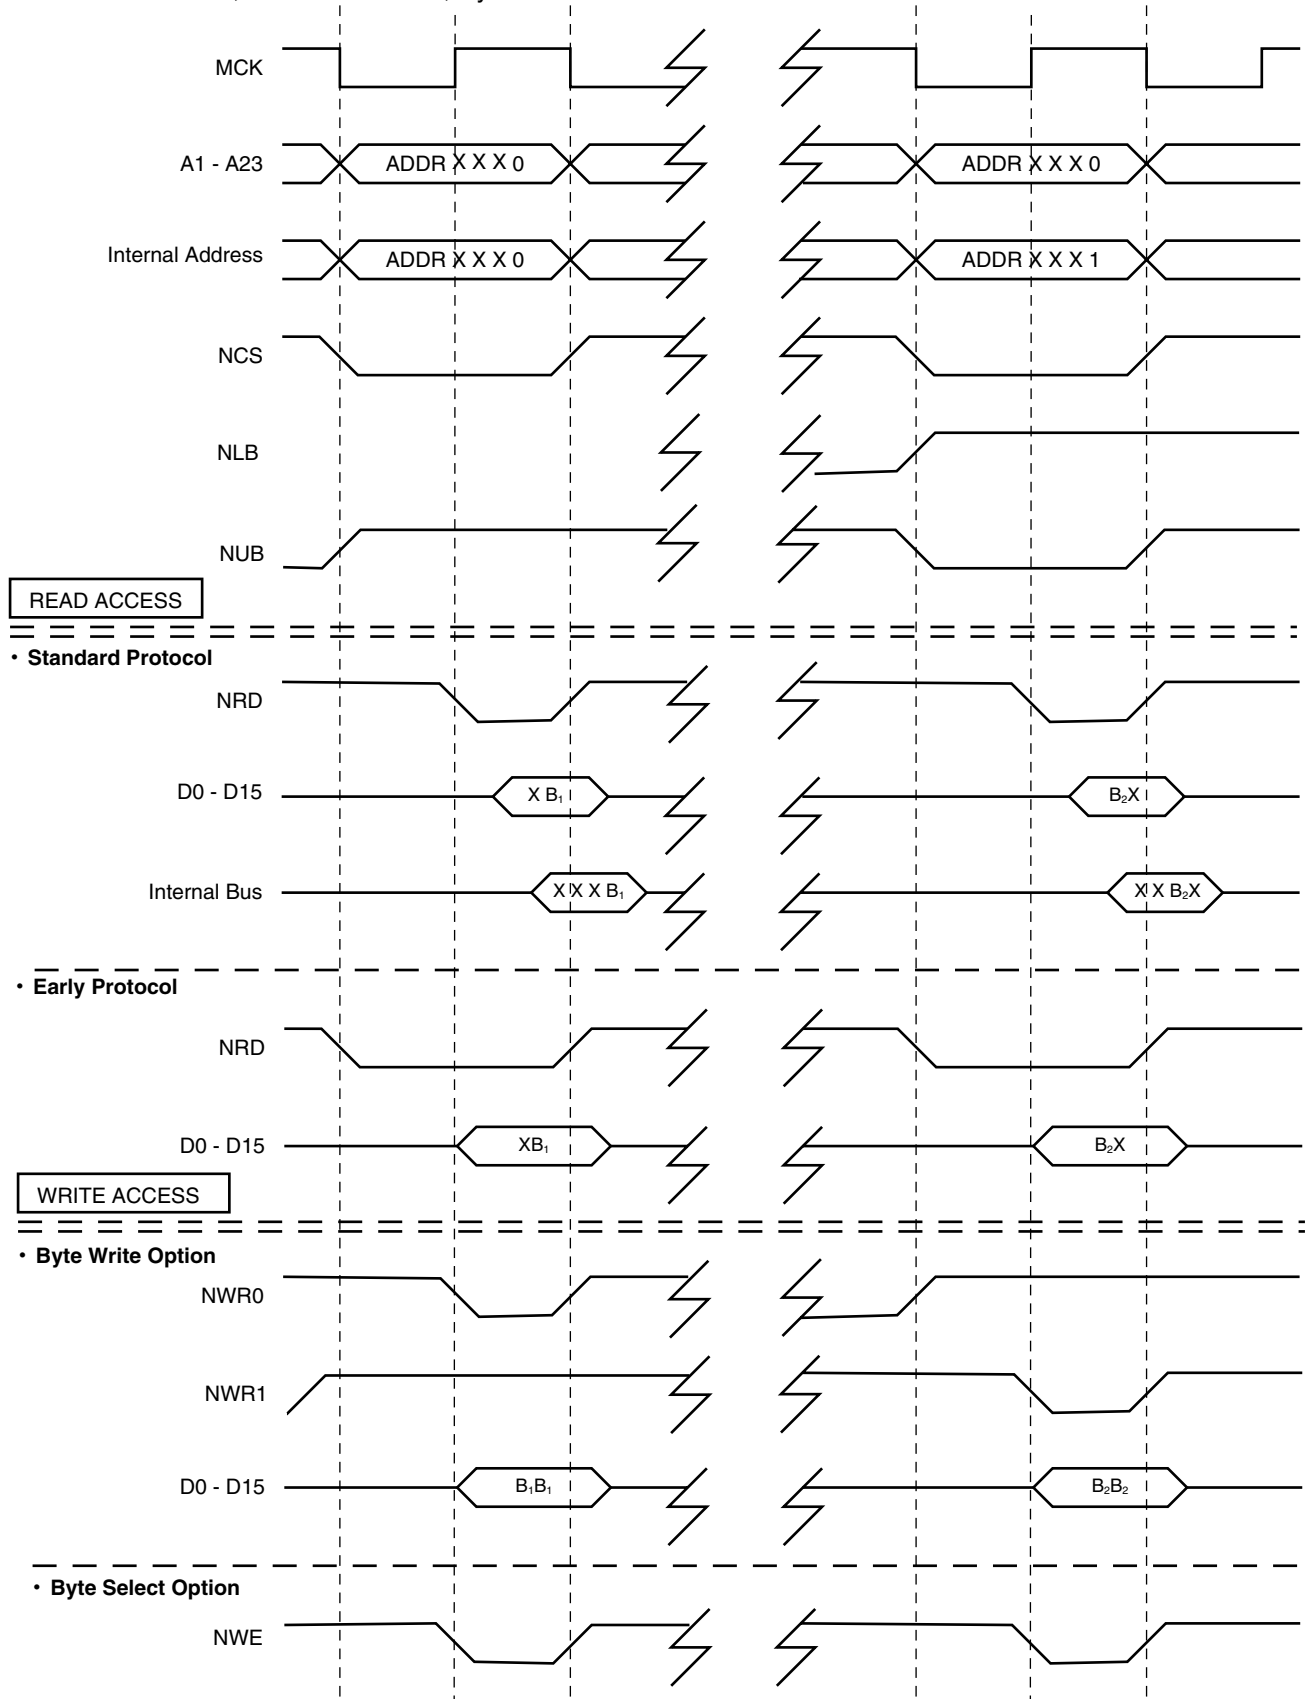 MCK
A1 - A23 ADDR X X X 0 ADDR X X X 0
Internal Address ADDR X X X 0 ADDR X X X 1
NCS
NLB
NUB
READ ACCESS
• Standard Protocol
NRD
D0 - D15 X B₁ B₂X
Internal Bus X X X B₁ X X B₂X
• Early Protocol
NRD
D0 - D15 XB₁ B₂X
WRITE ACCESS
• Byte Write Option
NWR0
NWR1
D0 - D15 B₁B₁ B₂B₂
• Byte Select Option
NWE